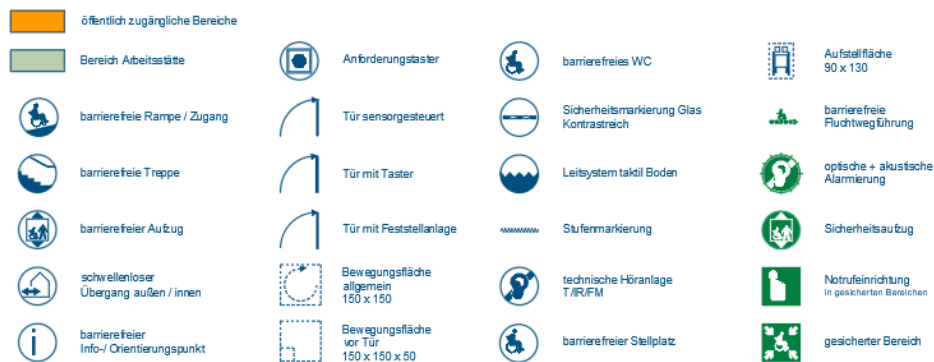 öffentlich zugängliche Bereiche
Bereich Arbeitsstätte
barrierefreie Rampe / Zugang
barrierefreie Treppe
barrierefreier Aufzug
schwellenloser
Übergang außen / innen
i
barrierefreier
Info-/ Orientierungspunkt
Anforderungstaster
Tür sensorgesteuert
Tür mit Taster
Tür mit Feststellanlage
Bewegungsfläche
allgemein
150 x 150
Bewegungsfläche
vor Tür
150 x 150 x 50
barrierefreies WC
Sicherheitsmarkierung Glas
Kontrastreich
Leitsystem taktil Boden
Stufenmarkierung
technische Höranlage
T/IR/FM
barrierefreier Stellplatz
Aufstellfläche
90 x 130
barrierefreie
Fluchtwegführung
optische + akustische
Alarmierung
Sicherheitsaufzug
Notrufeinrichtung
in gesicherten Bereichen
gesicherter Bereich